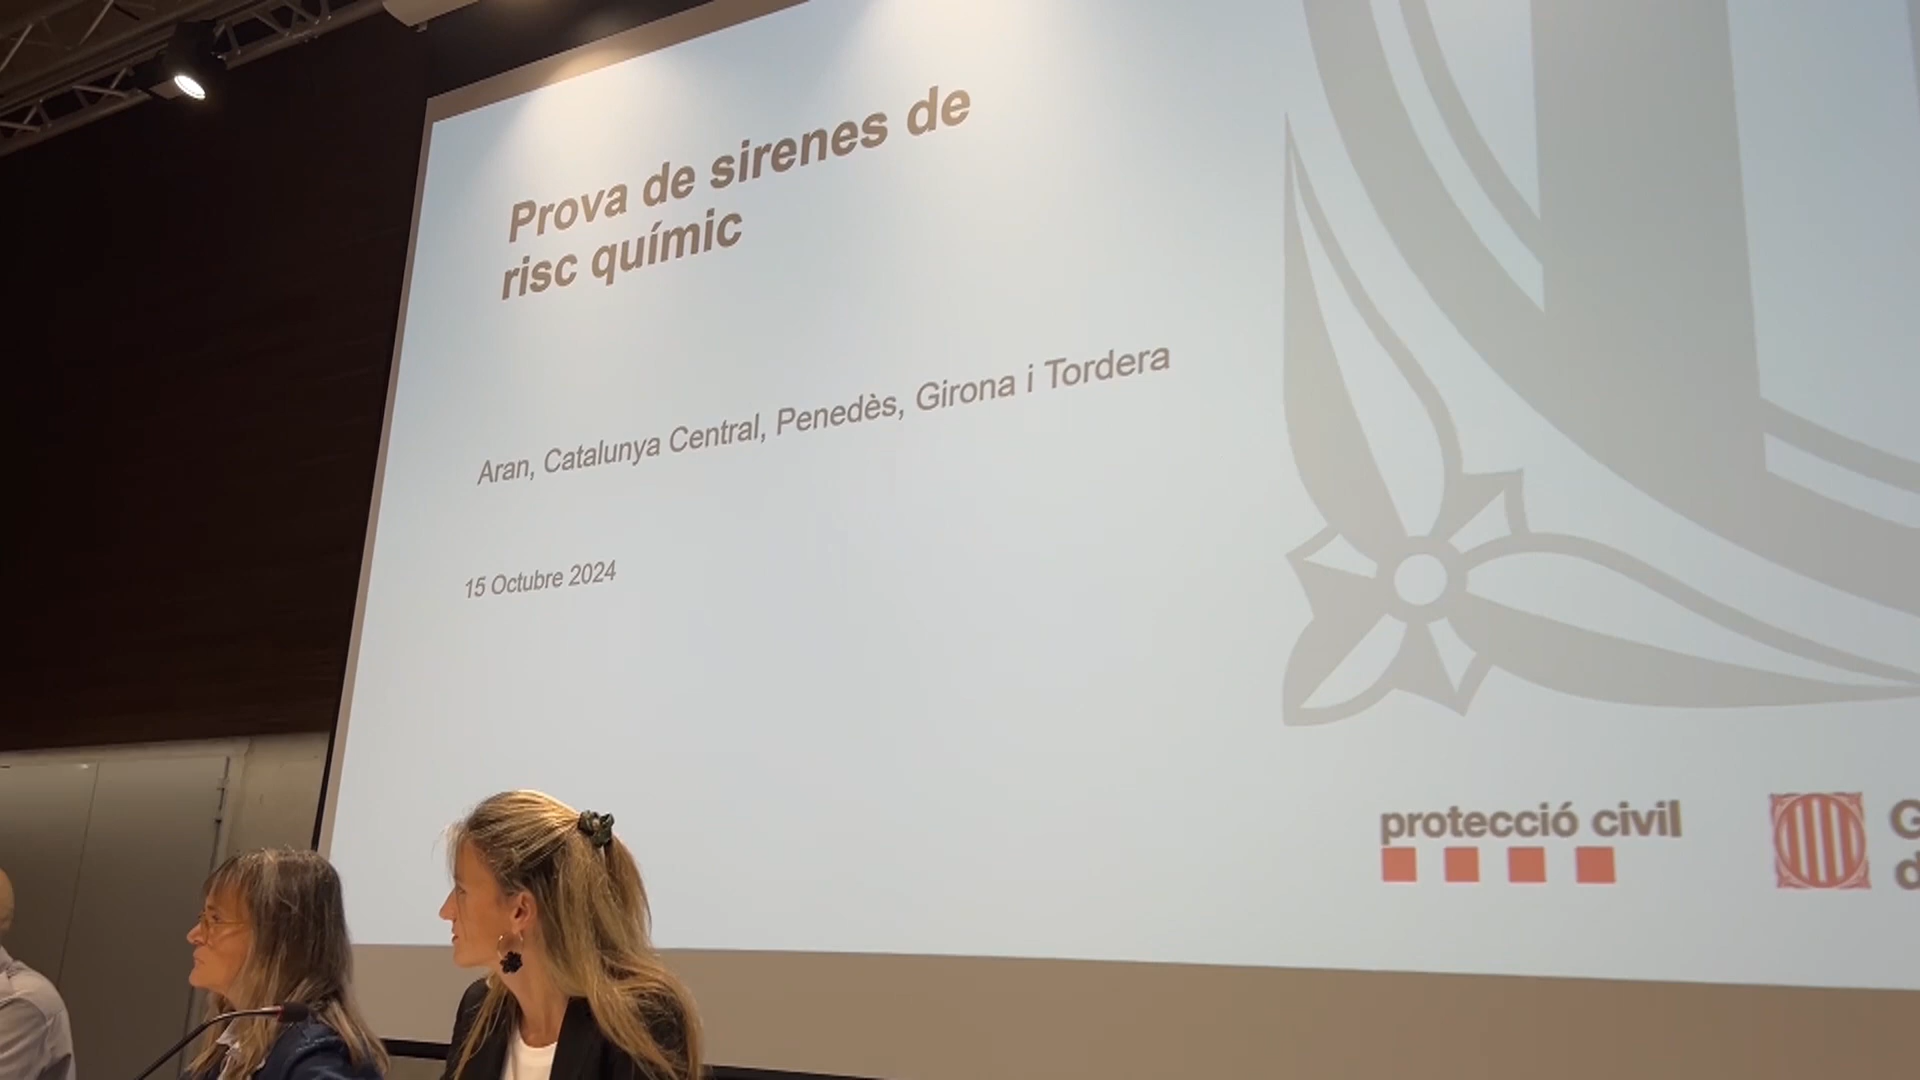 Prova de sirenes de
risc químic
Aran, Catalunya Central, Penedès, Girona i Tordera
15 Octubre 2024
protecció civil